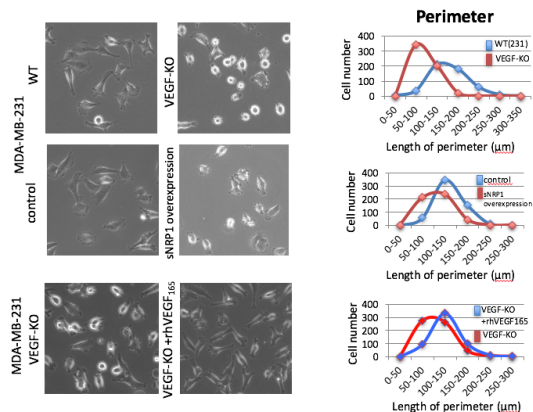 Perimeter
MDA-MB-231
WT
VEGF-KO
control
sNRP1 overexpression
MDA-MB-231
VEGF-KO
VEGF-KO +rhVEGF165
Cell number
400
300
200
100
0
WT(231)
VEGF-KO
0-50
50-100
100-150
150-200
200-250
250-300
300-350
Length of perimeter (µm)
Cell number
400
300
200
100
0
control
sNRP1
overexpression
0-50
50-100
100-150
150-200
200-250
250-300
Length of perimeter (µm)
Cell number
400
300
200
100
0
VEGF-KO
+rhVEGF165
VEGF-KO
0-50
50-100
100-150
150-200
200-250
250-300
Length of perimeter (µm)